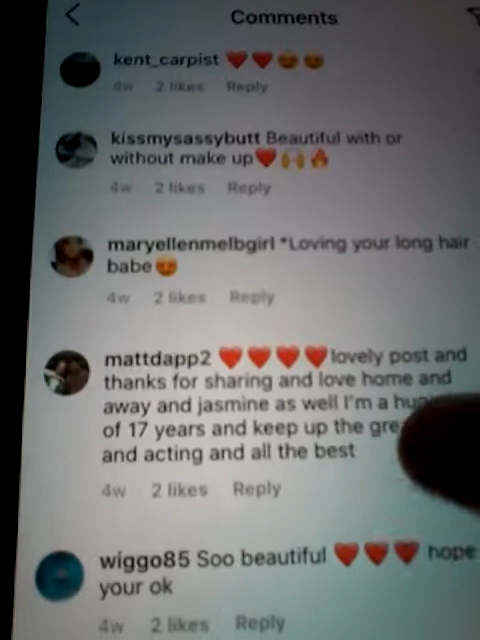 Comments
kent_carpist ❤️❤️😍😍
4w 2 likes Reply
kissmysassybutt Beautiful with or
without make up❤️🙌🔥
4w 2 likes Reply
maryellenmelbgirl *Loving your long hair
babe😍
4w 2 likes Reply
mattdapp2 ❤️❤️❤️❤️lovely post and
thanks for sharing and love home and
away and jasmine as well I'm a
of 17 years and keep up the
and acting and all the best
4w 2 likes Reply
wiggo85 Soo beautiful ❤️❤️❤️ hope
your ok
4w 2 likes Reply